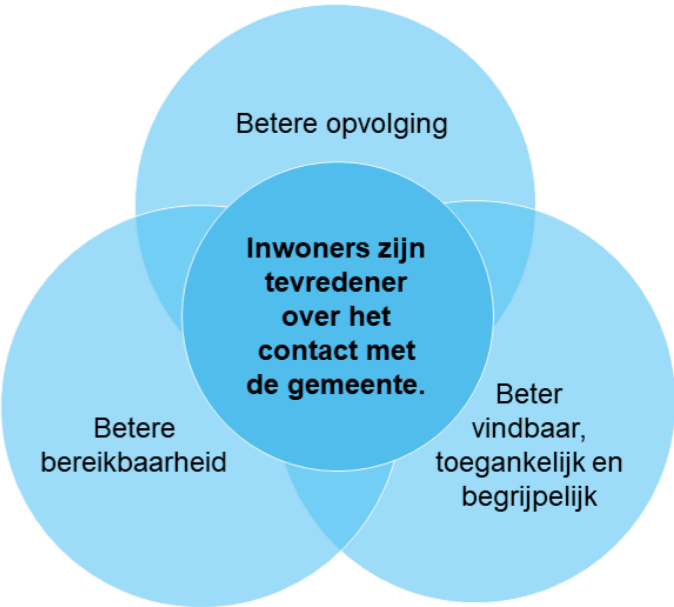 Betere opvolging
Inwoners zijn
tevredener
over het
contact met
de gemeente.
Betere
bereikbaarheid
Beter
vindbaar,
toegankelijk en
begrijpelijk